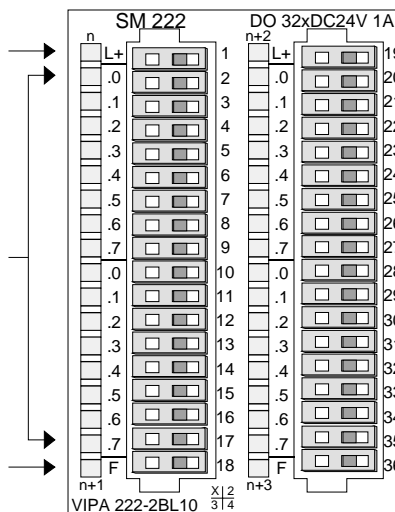 SM 222 DO 32xDC24V 1A
n n+2
L+ 1 L+ 19
.0 2 .0 20
.1 3 .1 21
.2 4 .2 22
.3 5 .3 23
.4 6 .4 24
.5 7 .5 25
.6 8 .6 26
.7 9 .7 27
.0 10 .0 28
.1 11 .1 29
.2 12 .2 30
.3 13 .3 31
.4 14 .4 32
.5 15 .5 33
.6 16 .6 34
.7 17 .7 35
F 18 F 36
n+1 n+3
VIPA 222-2BL10 X 2
3 4